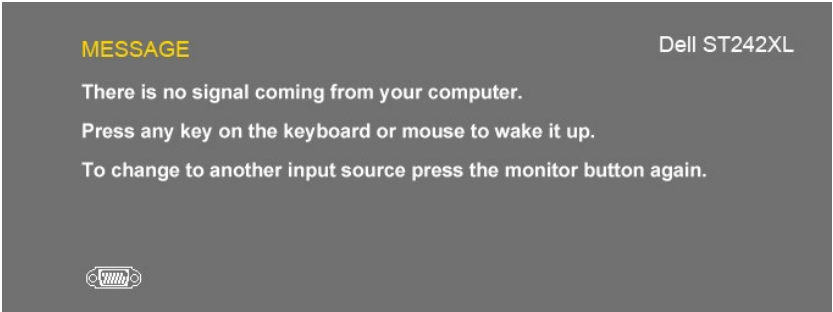 MESSAGE
Dell ST242XL
There is no signal coming from your computer.
Press any key on the keyboard or mouse to wake it up.
To change to another input source press the monitor button again.